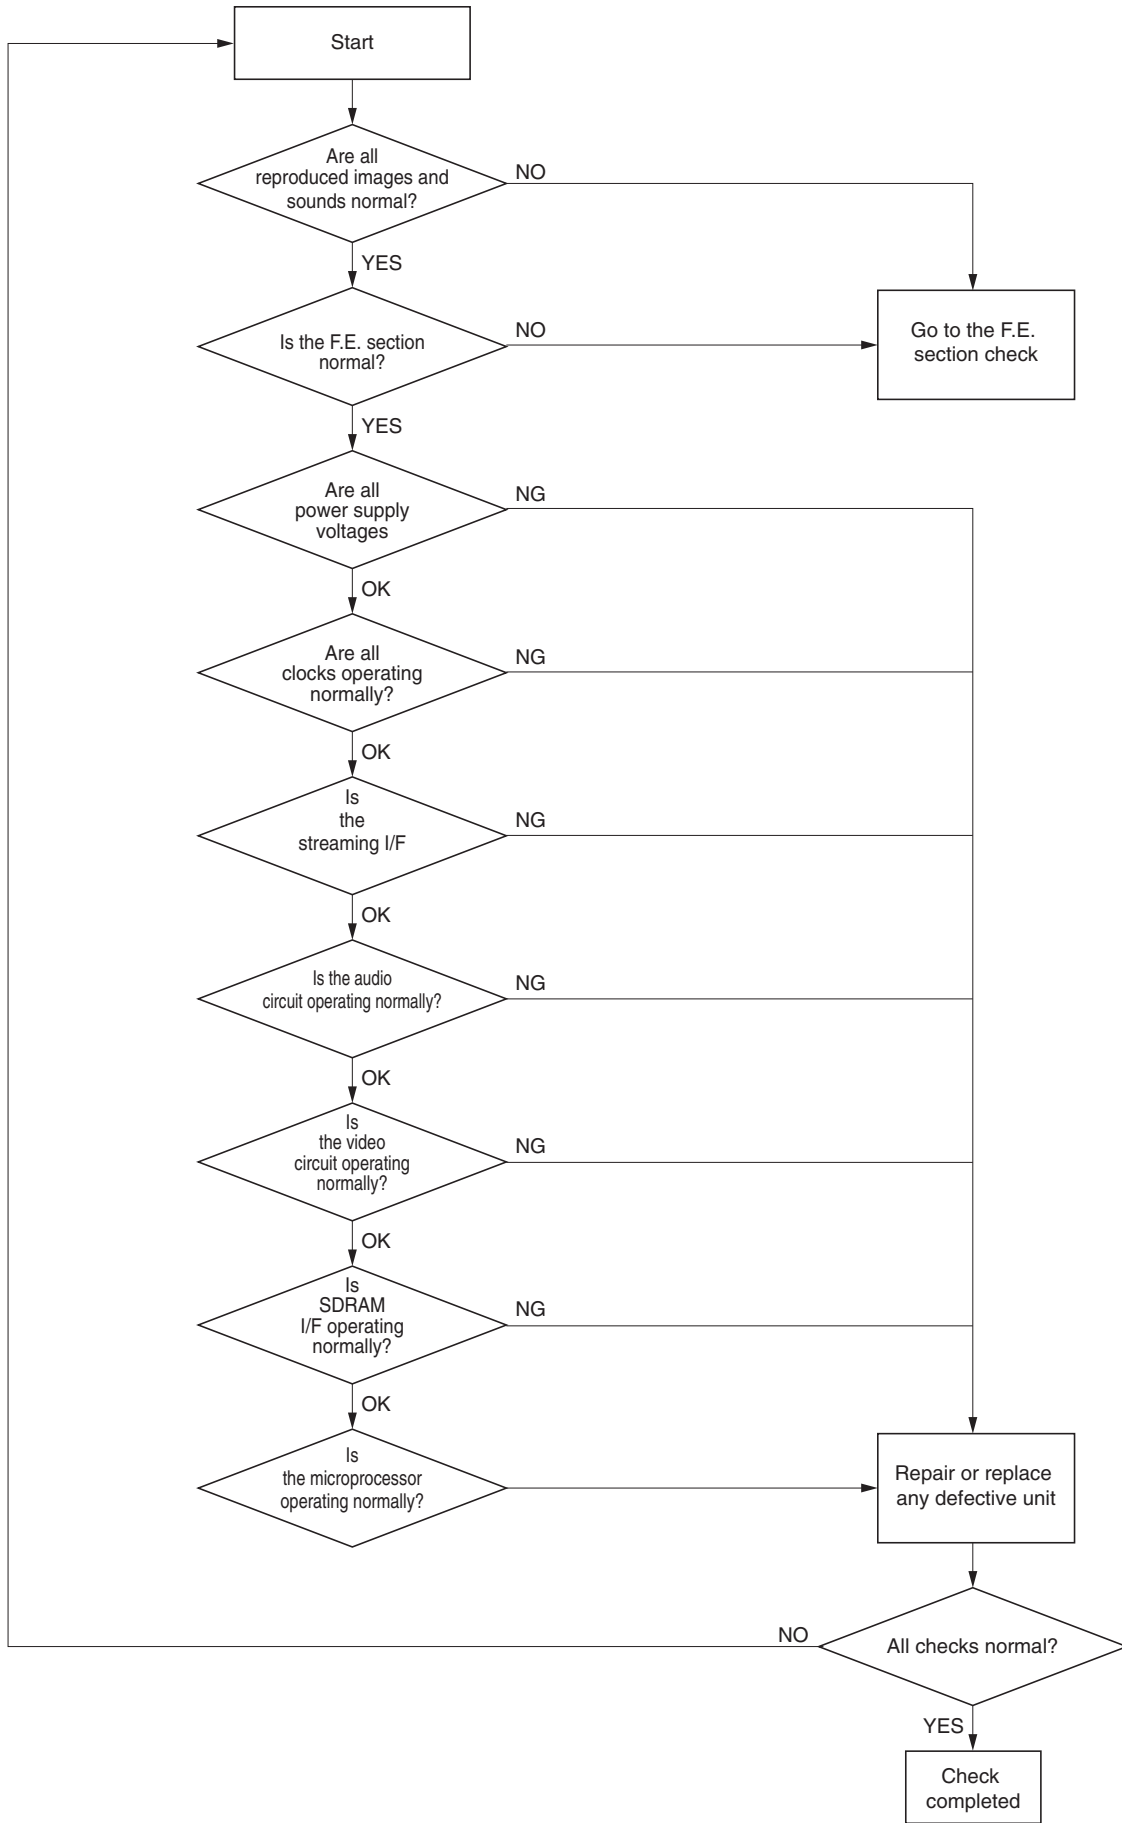 Start
Are all
reproduced images and
sounds normal?
NO
YES
Is the F.E. section
normal?
NO
Go to the F.E.
section check
YES
Are all
power supply
voltages
NG
OK
Are all
clocks operating
normally?
NG
OK
Is
the
streaming I/F
NG
OK
Is the audio
circuit operating normally?
NG
OK
Is
the video
circuit operating
normally?
NG
OK
Is
SDRAM
I/F operating
normally?
NG
OK
Is
the microprocessor
operating normally?
Repair or replace
any defective unit
NO
All checks normal?
YES
Check
completed